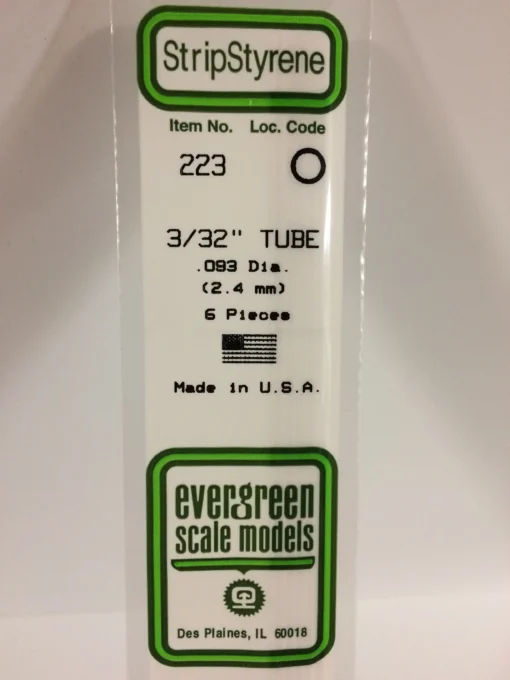 StripStyrene
Item No. Loc. Code
223 O
3/32" TUBE
.093 Dia.
(2.4 mm)
6 Pieces
Made in U.S.A.
evergreen
scale models
Des Plaines, IL 60018